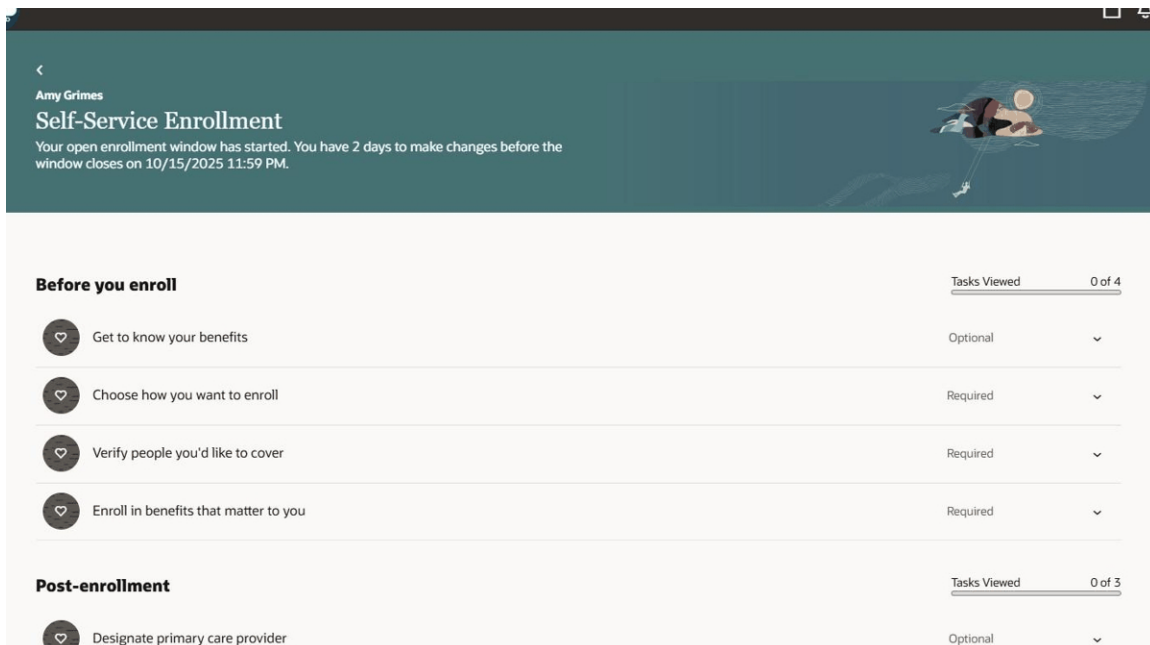 Amy Grimes
Self-Service Enrollment
Your open enrollment window has started. You have 2 days to make changes before the
window closes on 10/15/2025 11:59 PM.
Before you enroll
Tasks Viewed 0 of 4
Get to know your benefits Optional
Choose how you want to enroll Required
Verify people you'd like to cover Required
Enroll in benefits that matter to you Required
Post-enrollment
Tasks Viewed 0 of 3
Designate primary care provider Optional